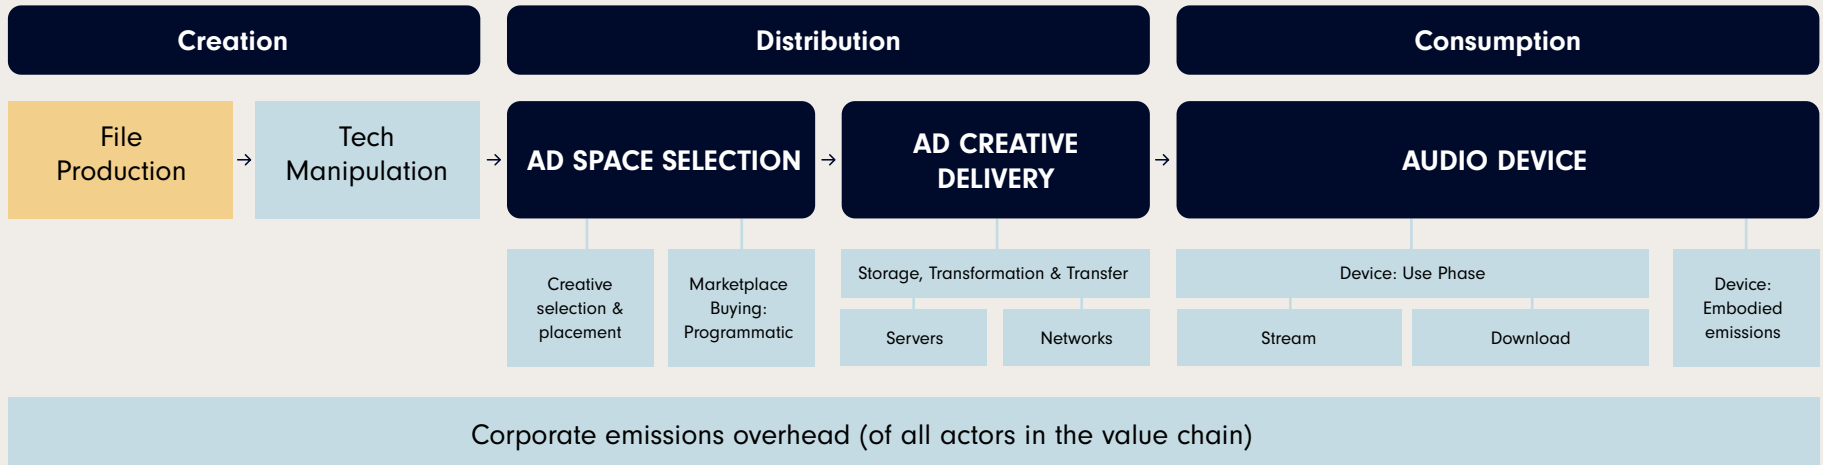 Creation
Distribution
Consumption
File
Production
Tech
Manipulation
AD SPACE SELECTION
AD CREATIVE
DELIVERY
AUDIO DEVICE
Creative
selection &
placement
Marketplace
Buying:
Programmatic
Storage, Transformation & Transfer
Servers
Networks
Device: Use Phase
Stream
Download
Device:
Embodied
emissions
Corporate emissions overhead (of all actors in the value chain)